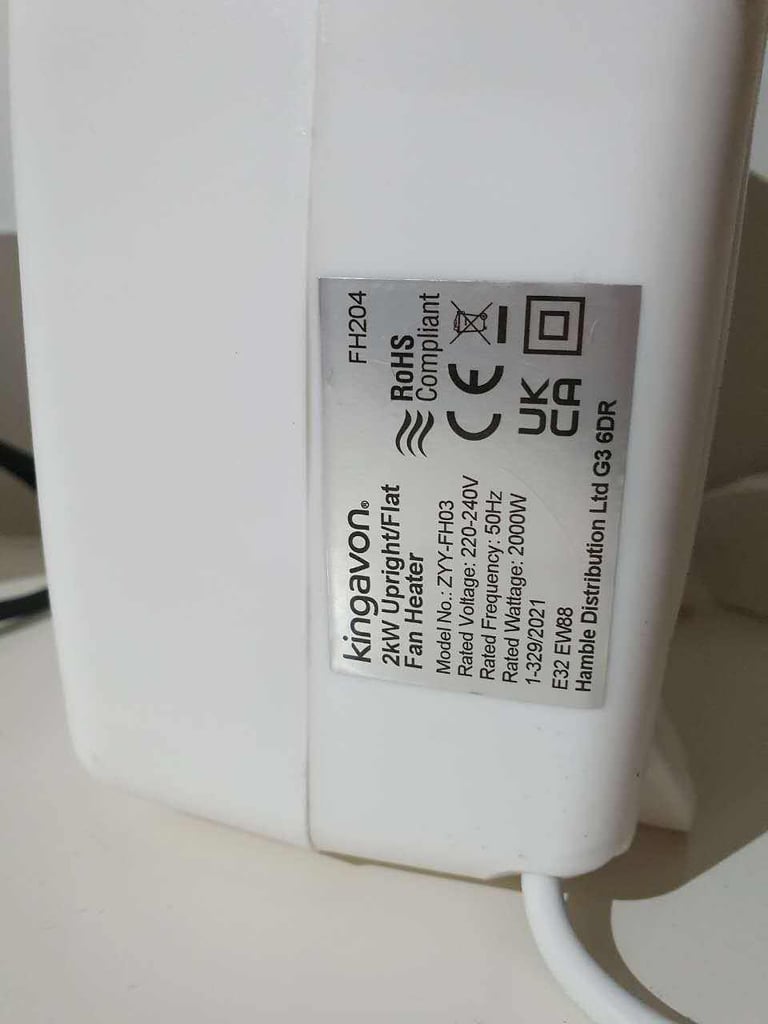 kingavon®
FH204
2kW Upright/Flat
Fan Heater
RoHS
Compliant
Model No.: ZYY-FH03
Rated Voltage: 220-240V
Rated Frequency: 50Hz
Rated Wattage: 2000W
1-329/2021
E32 EW88
CE
UK
CA
Hamble Distribution Ltd G3 6DR